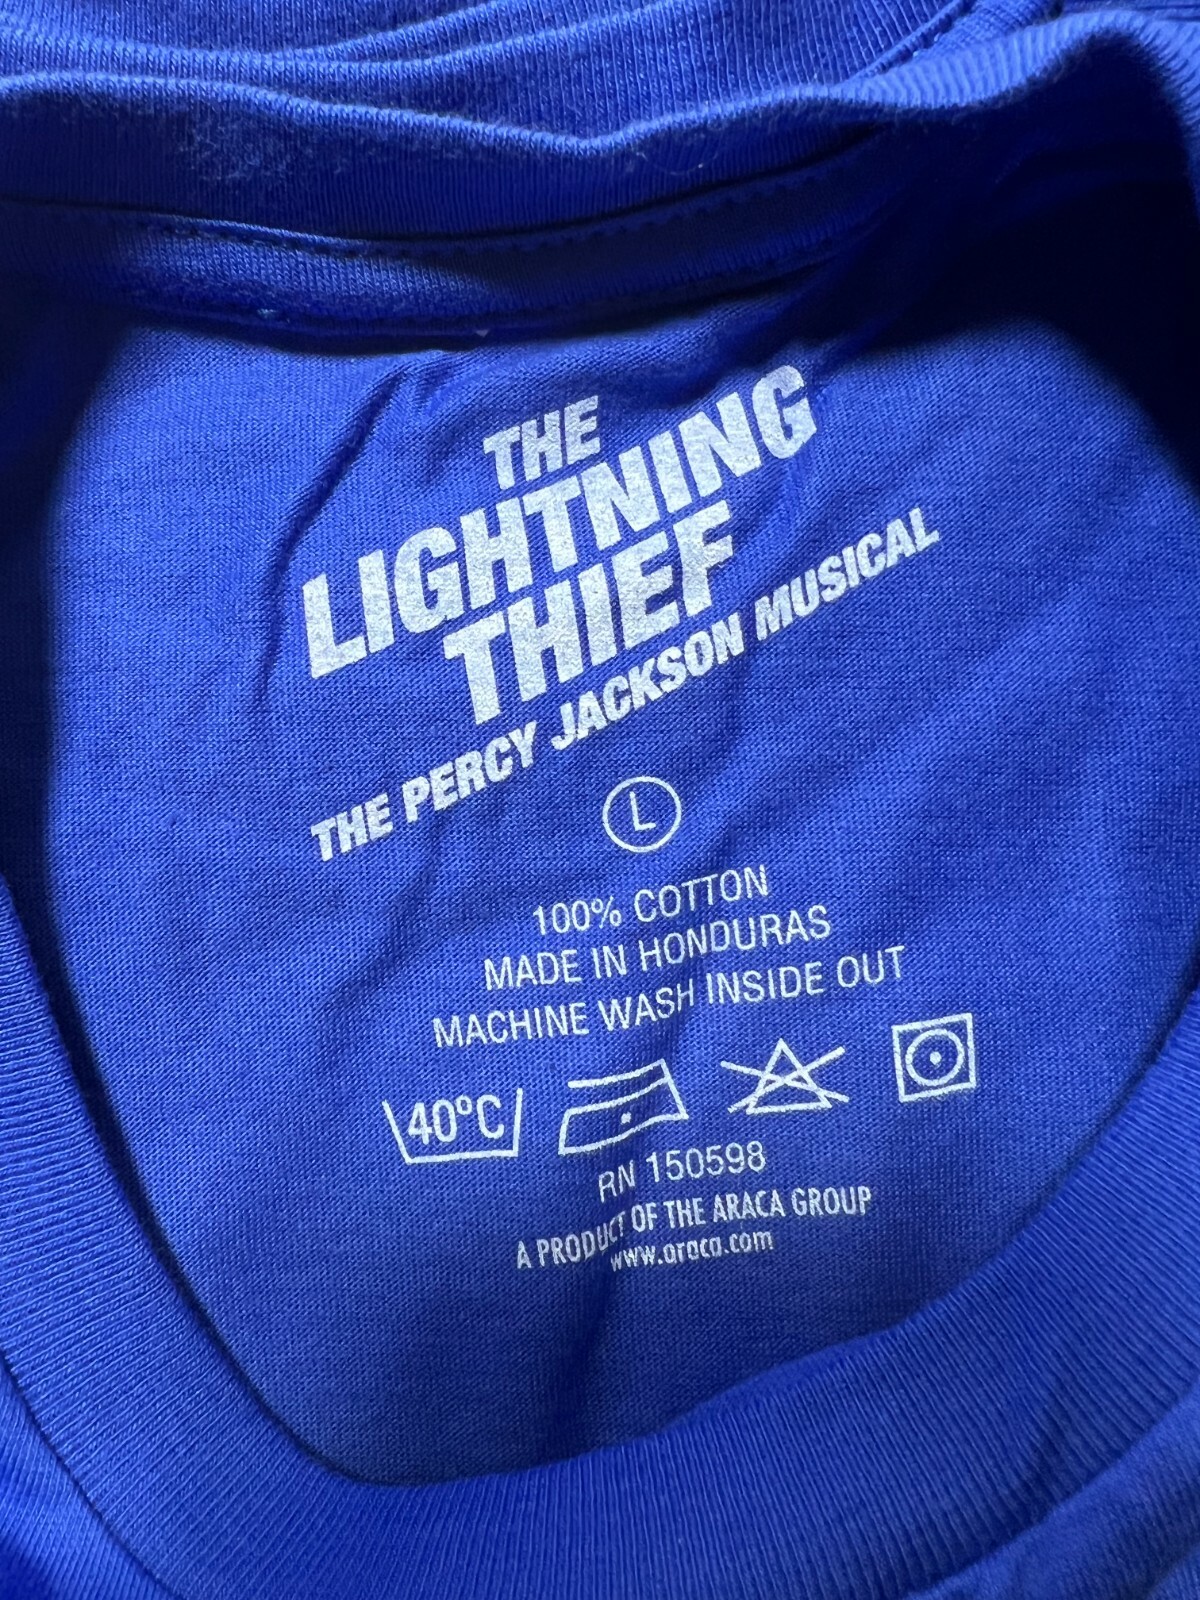 THE
LIGHTNING
THIEF
THE PERCY JACKSON MUSICAL
L
100% COTTON
MADE IN HONDURAS
MACHINE WASH INSIDE OUT
40ºC
RN 150598
A PRODUCT OF THE ARACA GROUP
www.araca.com